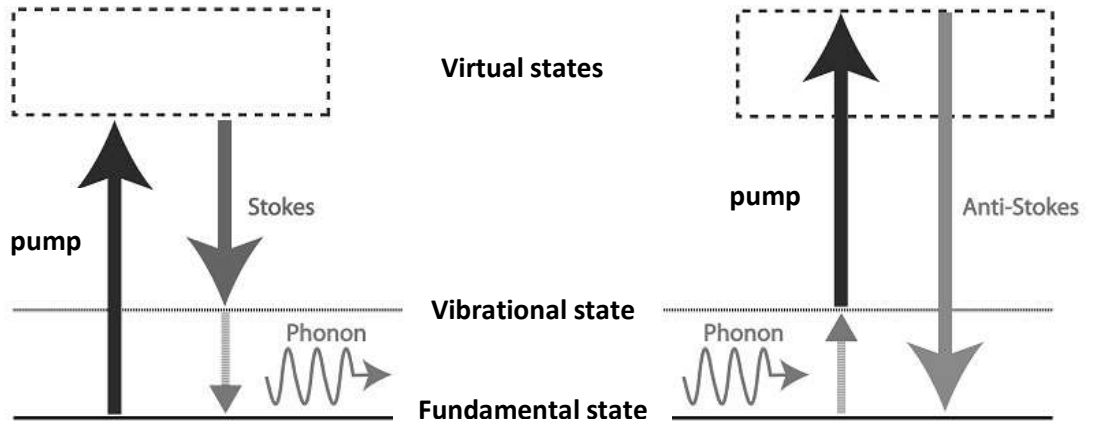 Virtual states
Stokes
pump
pump
Anti-Stokes
Vibrational state
Phonon
Phonon
Fundamental state